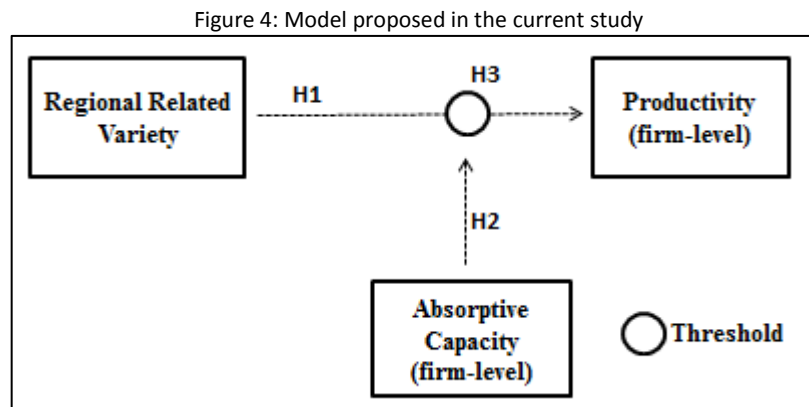 Figure 4: Model proposed in the current study
Regional Related
Variety
H1
H3
Productivity
(firm-level)
H2
Absorptive
Capacity
(firm-level)
Threshold